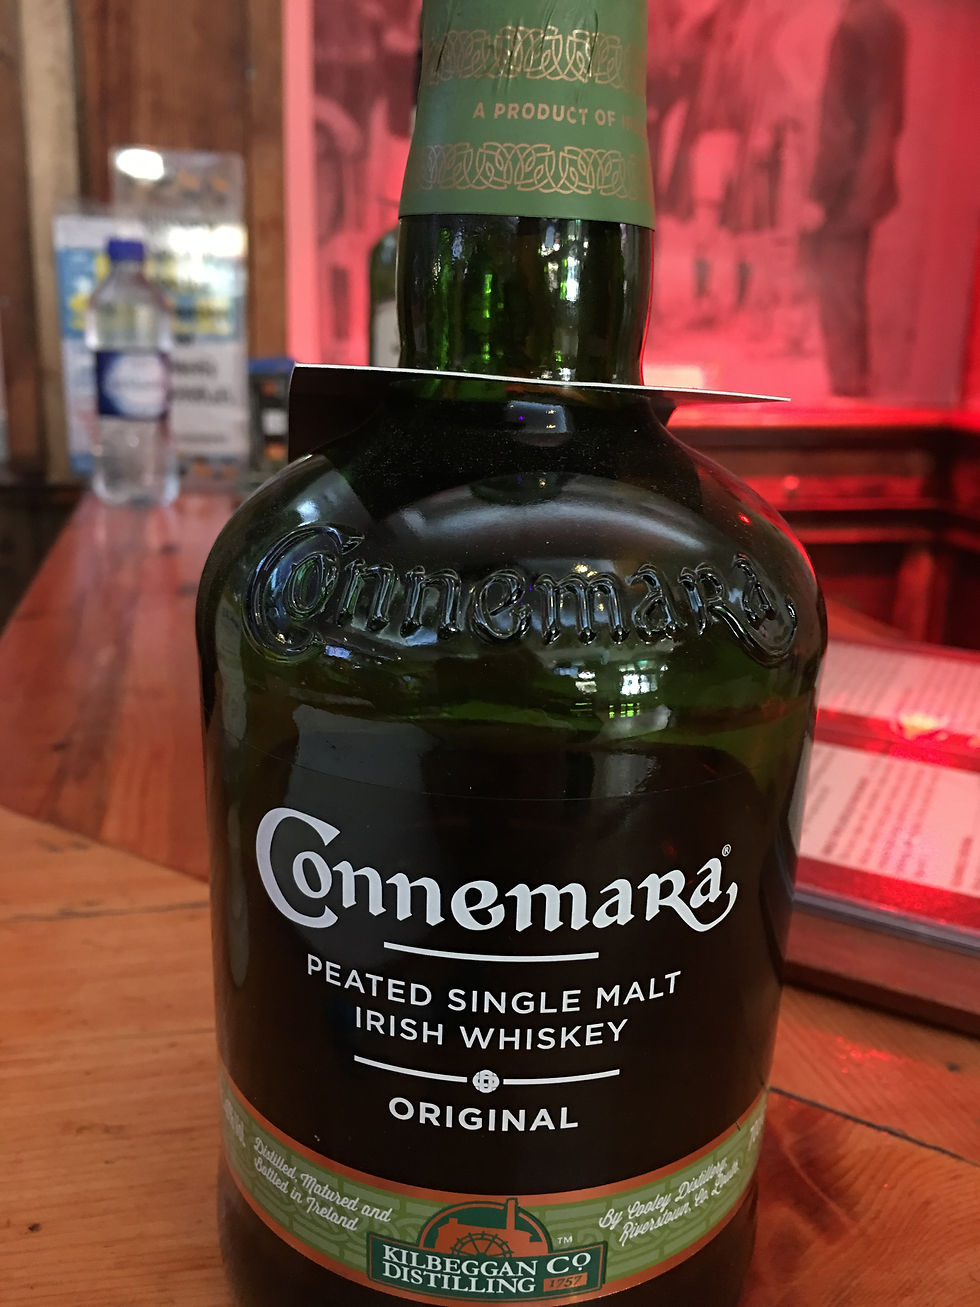 A PRODUCT OF
Connemara
Connemara®
PEATED SINGLE MALT
IRISH WHISKEY
ORIGINAL
Distilled, Matured and
Bottled in Ireland
By Cooley Distillery,
Riverstown, Co. Louth.
KILBEGGAN Co
DISTILLING 1757
TM